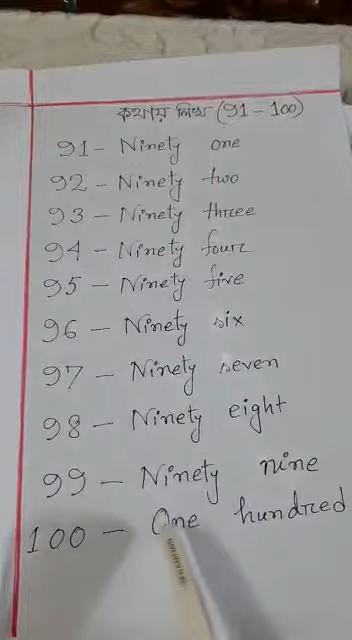 কথায় লিখ (91-100)
91- Ninety one
92 - Ninety two
93 - Ninety three
94 - Ninety four
95 - Ninety five
96 - Ninety six
97 - Ninety seven
98 - Ninety eight
99 - Ninety nine
100 - One hundred